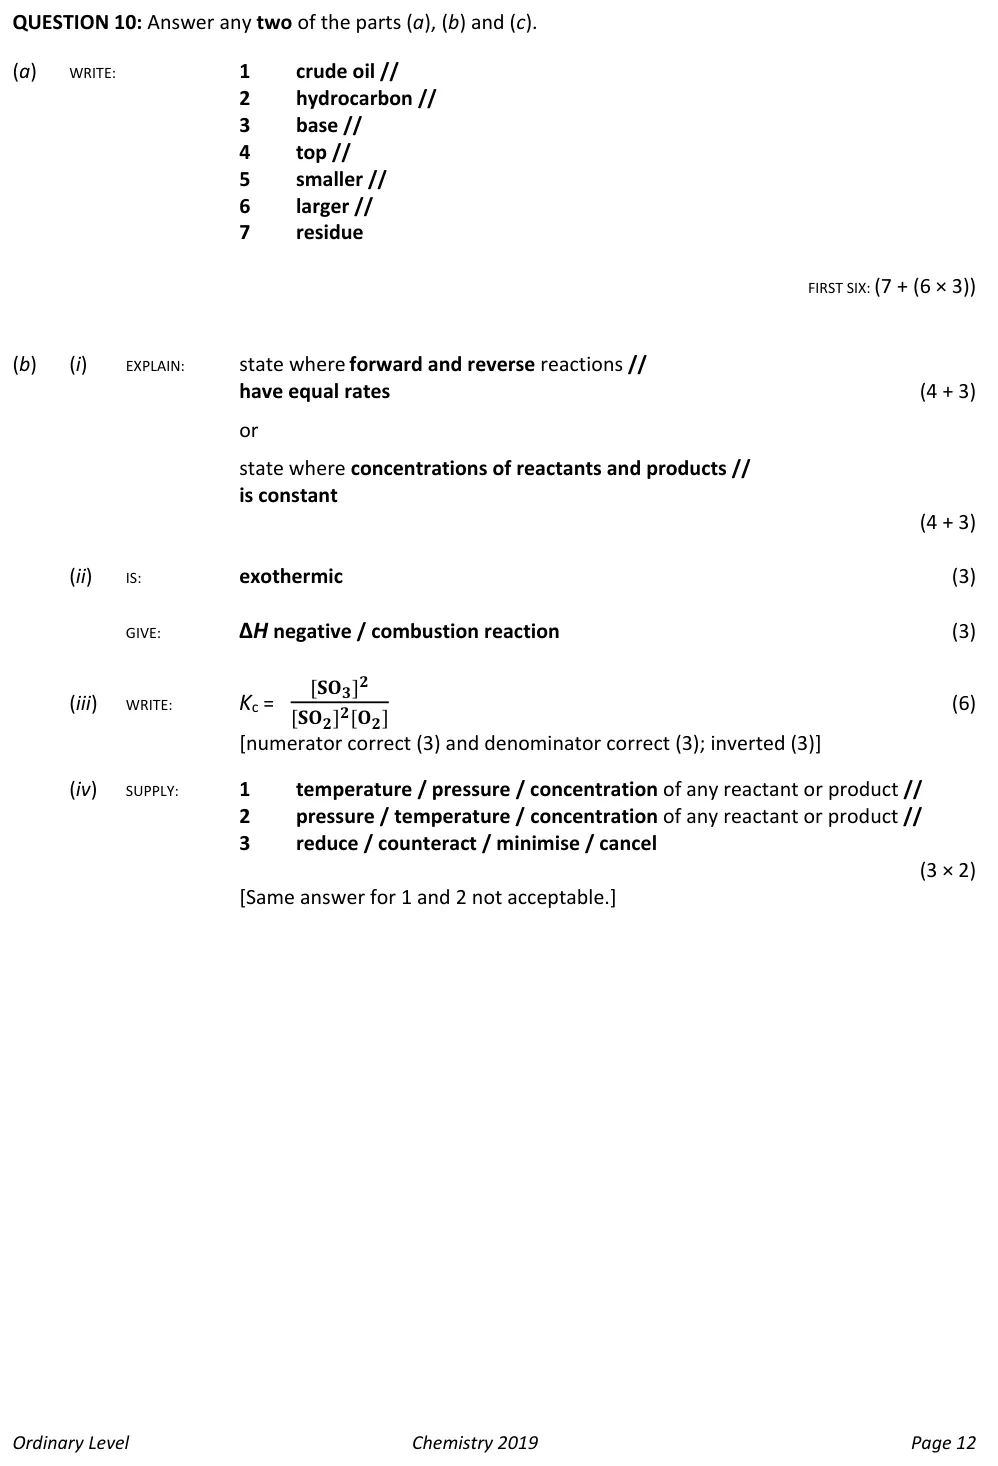 QUESTION 10: Answer any two of the parts (a), (b) and (c).
(a) WRITE: 1 crude oil //
2 hydrocarbon //
3 base //
4 top //
5 smaller //
6 larger //
7 residue
FIRST SIX: (7 + (6 × 3))
(b) (i) EXPLAIN: state where forward and reverse reactions //
have equal rates (4 + 3)
or
state where concentrations of reactants and products //
is constant
(4 + 3)
(ii) IS: exothermic (3)
GIVE: ΔH negative / combustion reaction (3)
(iii) WRITE: Kc = [SO3]² / [SO2]²[O2] (6)
[numerator correct (3) and denominator correct (3); inverted (3)]
(iv) SUPPLY: 1 temperature / pressure / concentration of any reactant or product //
2 pressure / temperature / concentration of any reactant or product //
3 reduce / counteract / minimise / cancel
(3 × 2)
[Same answer for 1 and 2 not acceptable.]
Ordinary Level Chemistry 2019 Page 12